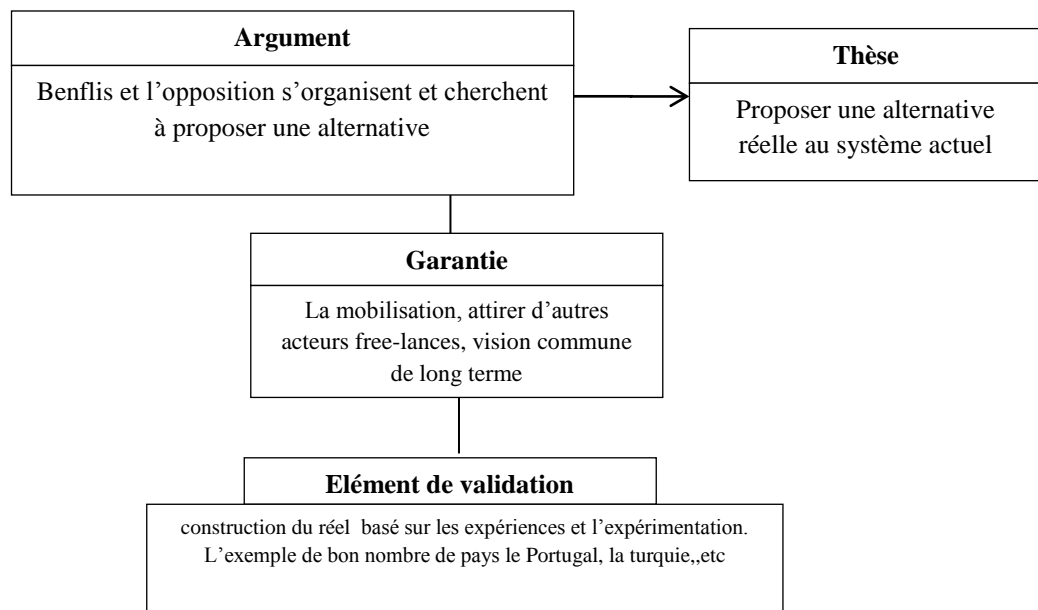 Argument
Benflis et l’opposition s’organisent et cherchent
à proposer une alternative
Thèse
Proposer une alternative
réelle au système actuel
Garantie
La mobilisation, attirer d’autres
acteurs free-lances, vision commune
de long terme
Elément de validation
construction du réel basé sur les expériences et l’expérimentation.
L’exemple de bon nombre de pays le Portugal, la turquie,,etc